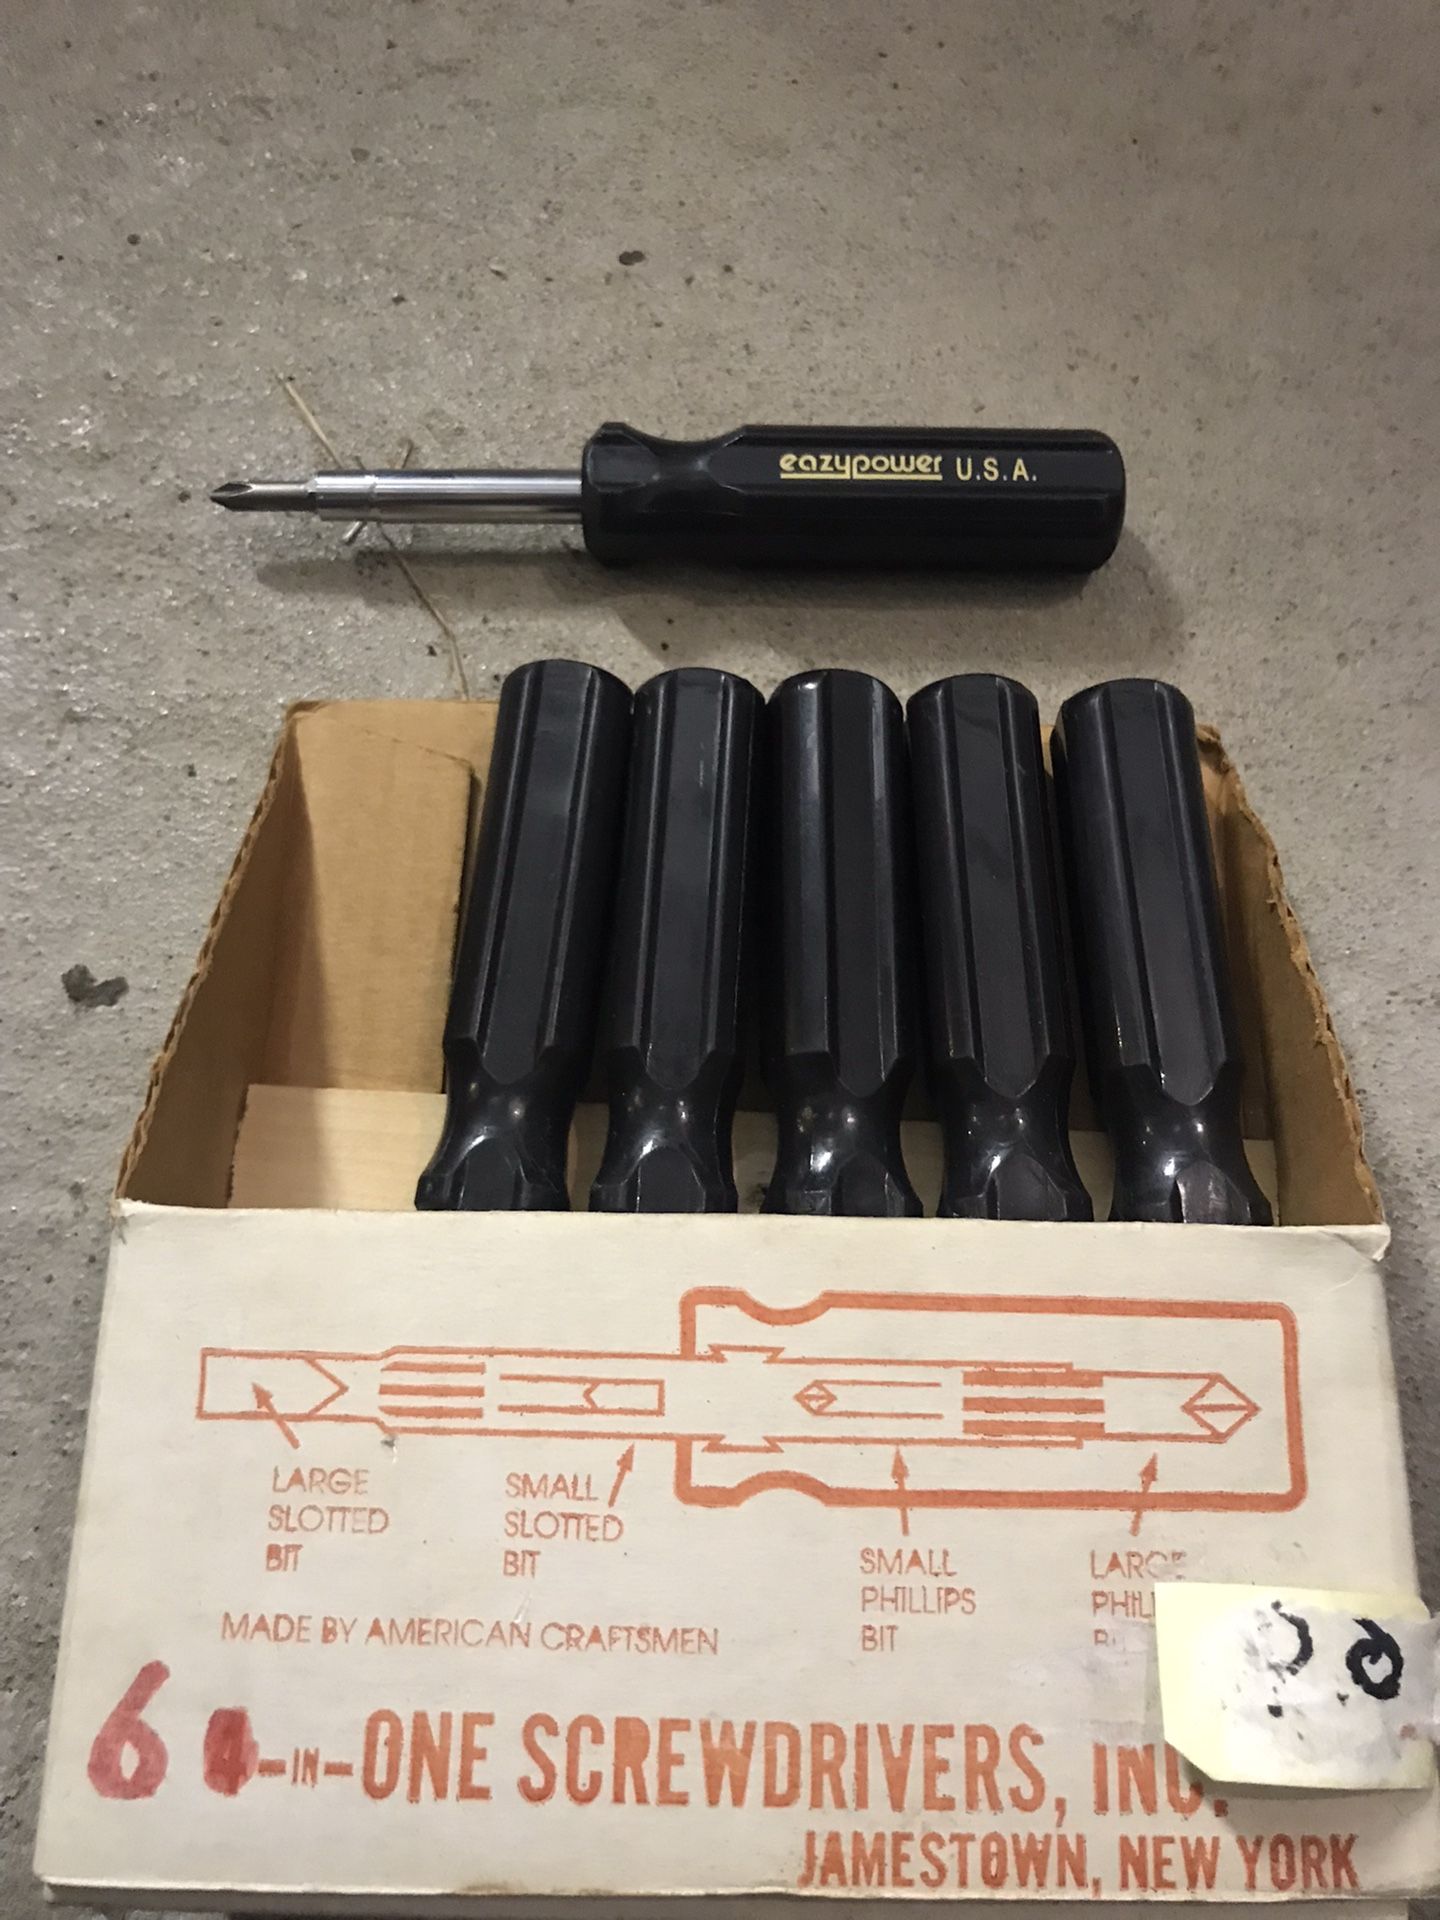 eazypower U.S.A.
LARGE SLOTTED BIT
SMALL SLOTTED BIT
SMALL PHILLIPS BIT
MADE BY AMERICAN CRAFTSMEN
6 4-IN-ONE SCREWDRIVERS, INC.
JAMESTOWN, NEW YORK